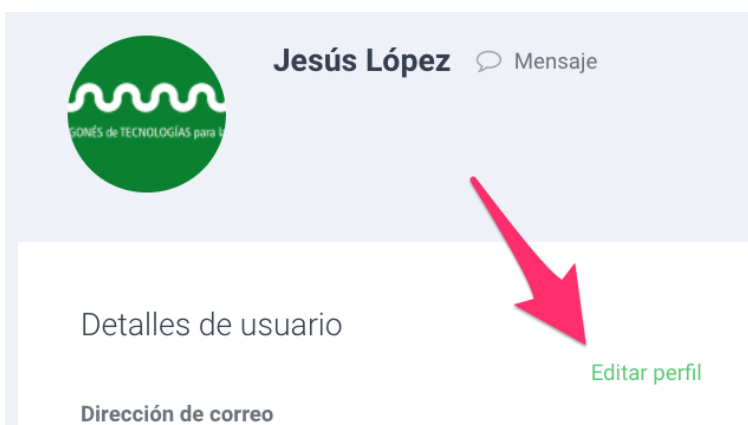 Jesús López
Mensaje
GONÉS de TECNOLOGÍAS para l
Detalles de usuario
Editar perfil
Dirección de correo